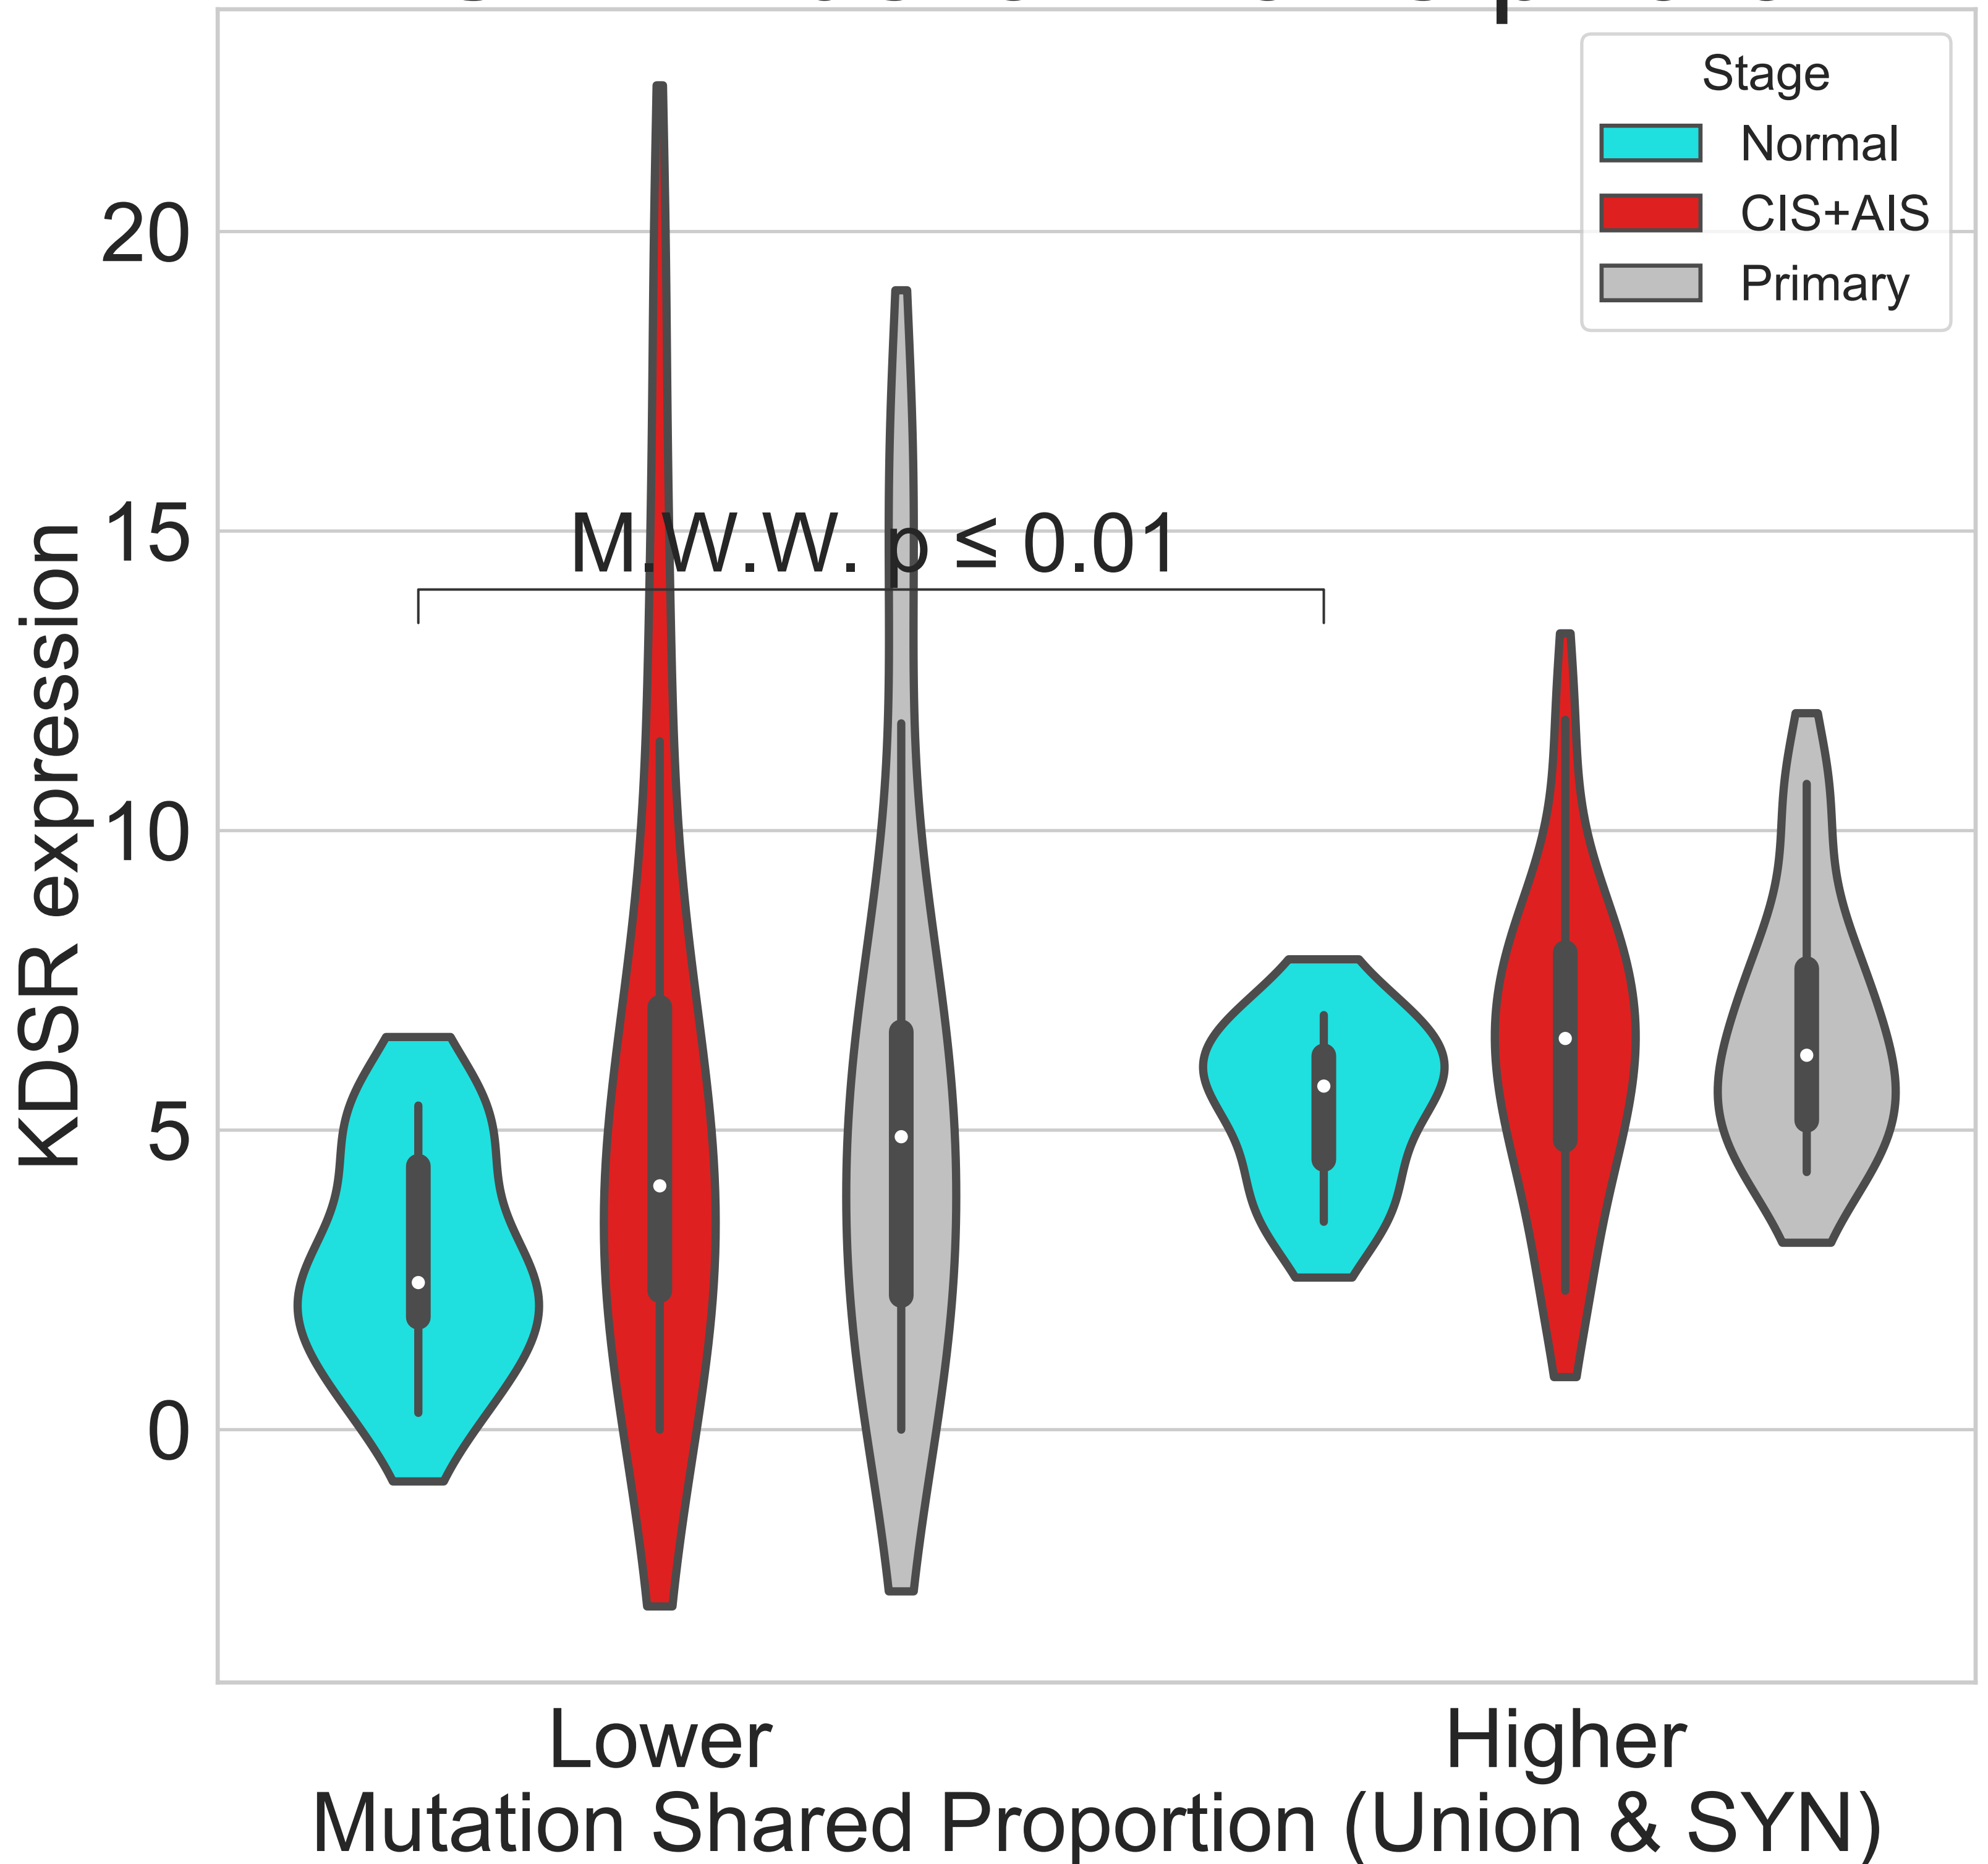 Stage
Normal
CIS+AIS
Primary
20
15
10
5
0
KDSR expression
M.W.W. p ≤ 0.01
Lower
Higher
Mutation Shared Proportion (Union & SYN)